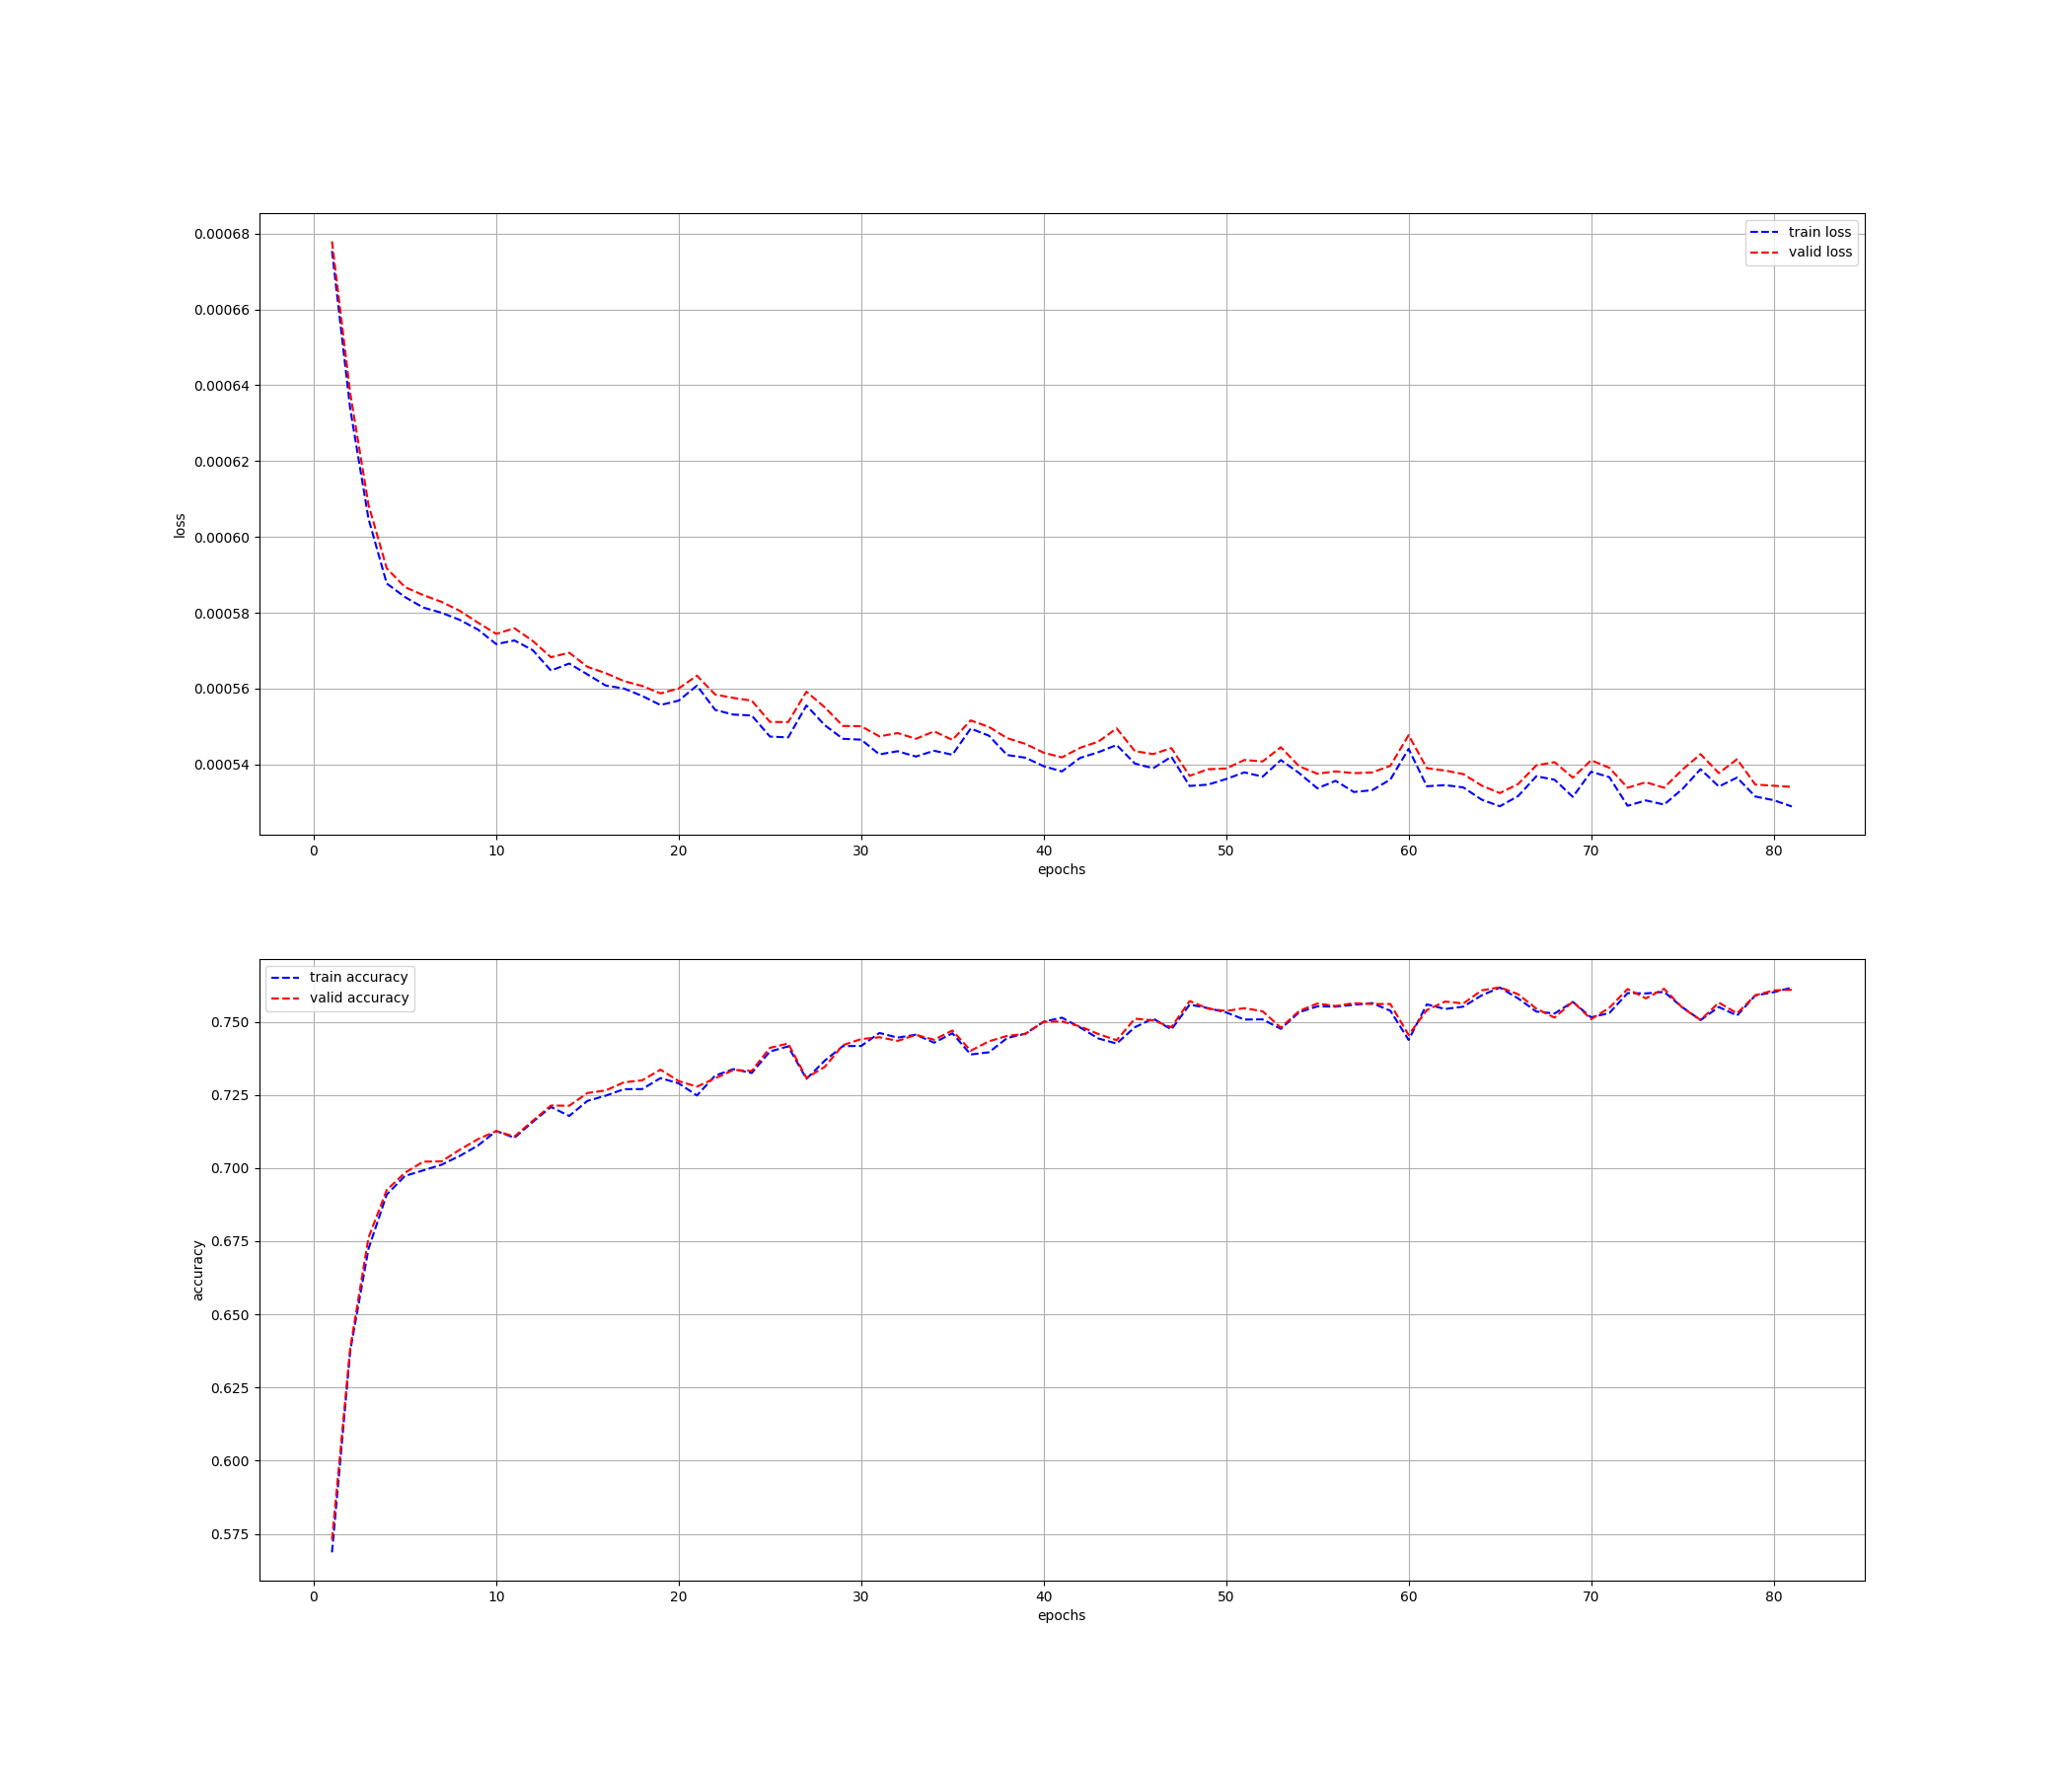 train loss
valid loss
0.00068
0.00066
0.00064
0.00062
0.00060
0.00058
0.00056
0.00054
loss
0 10 20 30 40 50 60 70 80
epochs
train accuracy
valid accuracy
0.750
0.725
0.700
0.675
0.650
0.625
0.600
0.575
accuracy
0 10 20 30 40 50 60 70 80
epochs